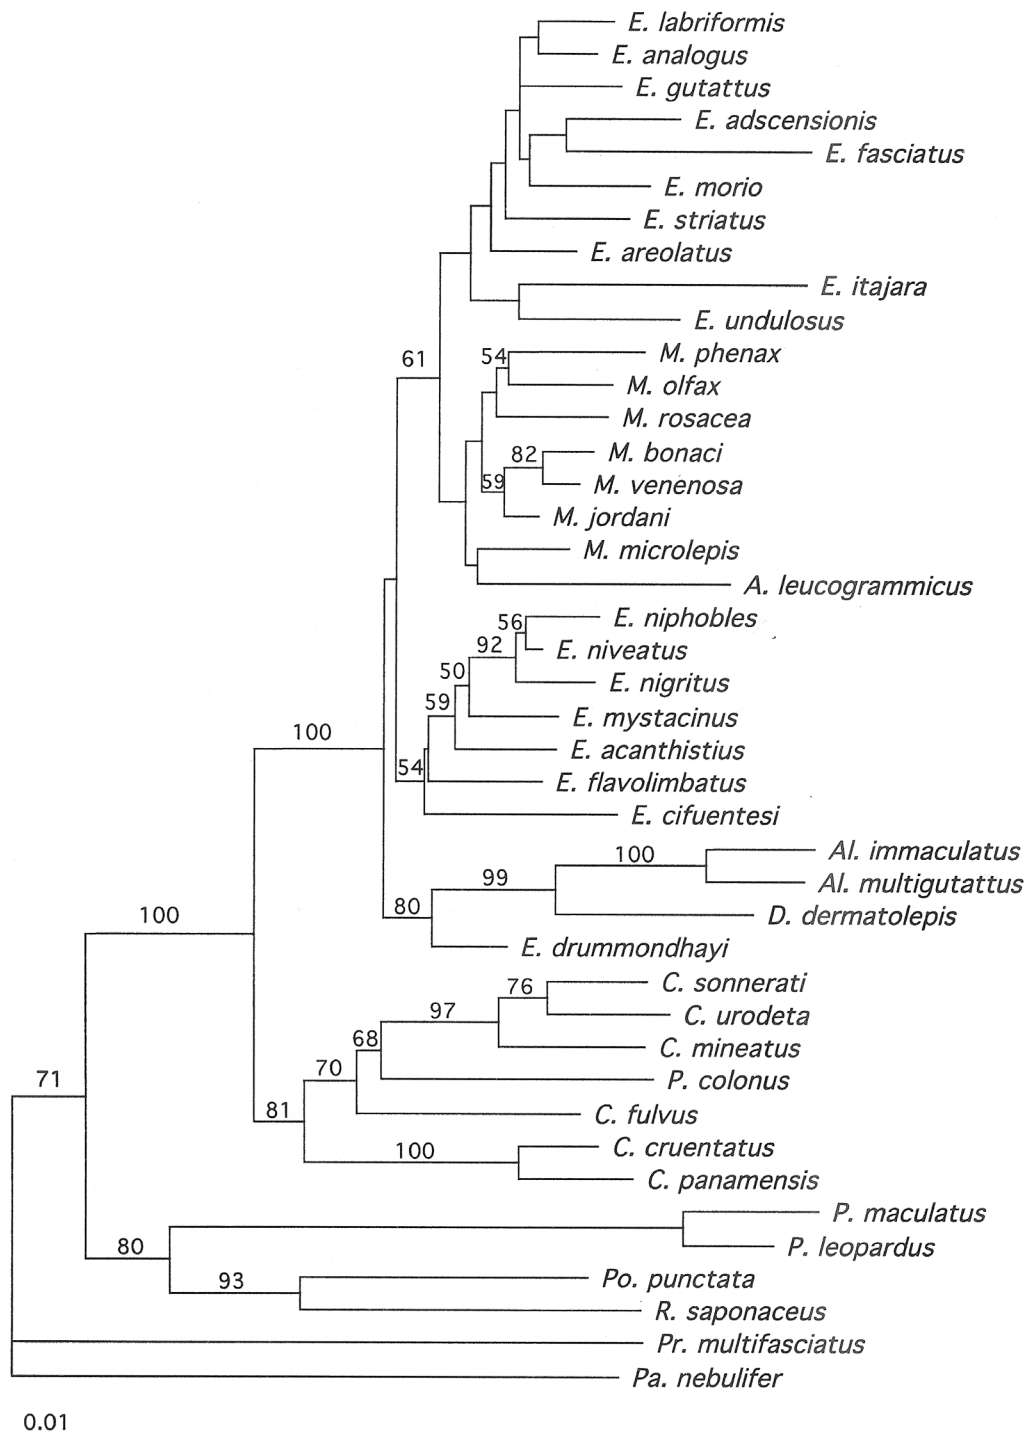 E. labriformis
E. analogus
E. gutattus
E. adscensionis
E. fasciatus
E. morio
E. striatus
E. areolatus
E. itajara
E. undulosus
61
54
M. phenax
M. olfax
M. rosacea
82
M. bonaci
59
M. venenosa
M. jordani
M. microlepis
A. leucogrammicus
56
E. niphobles
92
E. niveatus
50
E. nigritus
59
E. mystacinus
100
E. acanthistius
54
E. flavolimbatus
E. cifuentesi
100
Al. immaculatus
99
Al. multigutattus
80
D. dermatolepis
100
E. drummondhayi
76
C. sonnerati
97
C. urodeta
68
C. mineatus
71
70
P. colonus
81
C. fulvus
100
C. cruentatus
C. panamensis
P. maculatus
80
P. leopardus
93
Po. punctata
R. saponaceus
Pr. multifasciatus
Pa. nebulifer
0.01